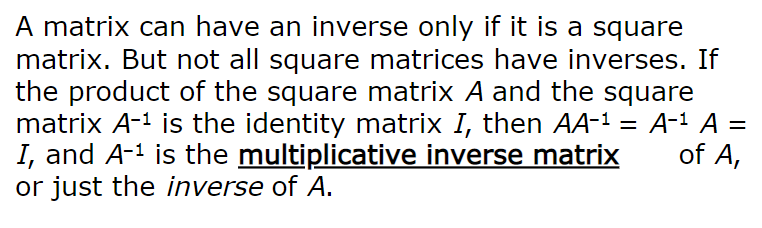 A matrix can have an inverse only if it is a square
matrix. But not all square matrices have inverses. If
the product of the square matrix A and the square
matrix A⁻¹ is the identity matrix I, then AA⁻¹ = A⁻¹ A =
I, and A⁻¹ is the multiplicative inverse matrix of A,
or just the inverse of A.